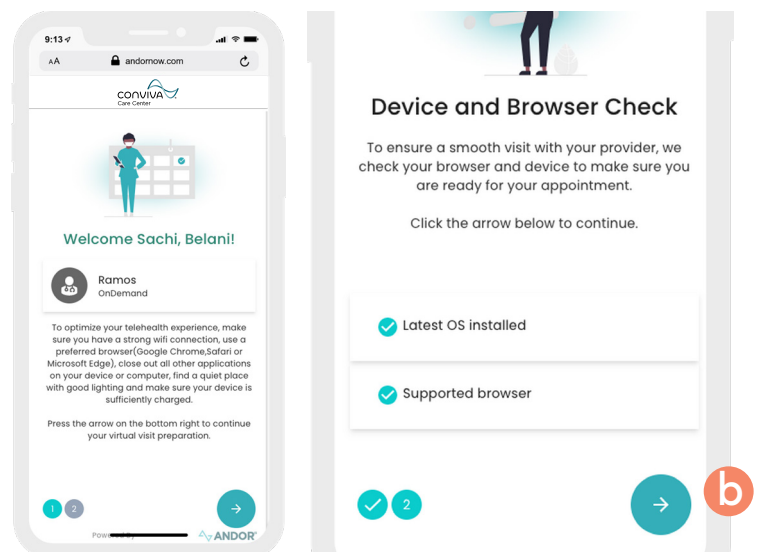 9:13
AA
andornow.com
CONVIVA
Care Center
Welcome Sachi, Belani!
Ramos
OnDemand
To optimize your telehealth experience, make
sure you have a strong wifi connection, use a
preferred browser(Google Chrome,Safari or
Microsoft Edge), close out all other applications
on your device or computer, find a quiet place
with good lighting and make sure your device is
sufficiently charged.
Press the arrow on the bottom right to continue
your virtual visit preparation.
1
2
Powered By
ANDOR
Device and Browser Check
To ensure a smooth visit with your provider, we
check your browser and device to make sure you
are ready for your appointment.
Click the arrow below to continue.
Latest OS installed
Supported browser
2
b